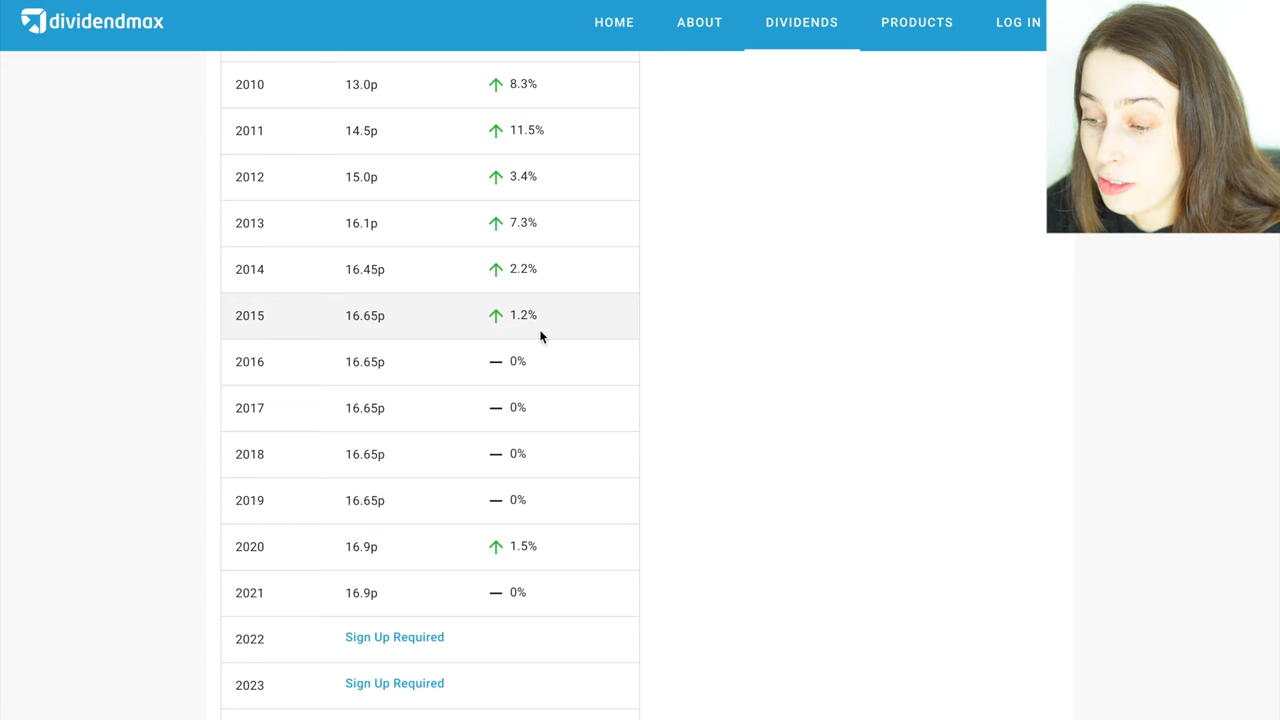 dividendmax
HOME ABOUT DIVIDENDS PRODUCTS LOG IN
2010 13.0p 8.3%
2011 14.5p 11.5%
2012 15.0p 3.4%
2013 16.1p 7.3%
2014 16.45p 2.2%
2015 16.65p 1.2%
2016 16.65p 0%
2017 16.65p 0%
2018 16.65p 0%
2019 16.65p 0%
2020 16.9p 1.5%
2021 16.9p 0%
2022 Sign Up Required
2023 Sign Up Required